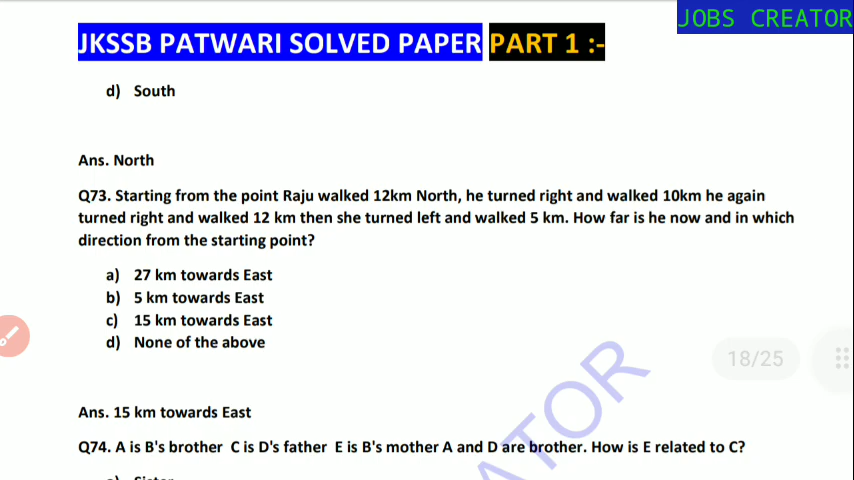 JOBS CREATOR
JKSSB PATWARI SOLVED PAPER PART 1 :-
d) South
Ans. North
Q73. Starting from the point Raju walked 12km North, he turned right and walked 10km he again
turned right and walked 12 km then she turned left and walked 5 km. How far is he now and in which
direction from the starting point?
a) 27 km towards East
b) 5 km towards East
c) 15 km towards East
d) None of the above
18/25
Ans. 15 km towards East
Q74. A is B's brother C is D's father E is B's mother A and D are brother. How is E related to C?